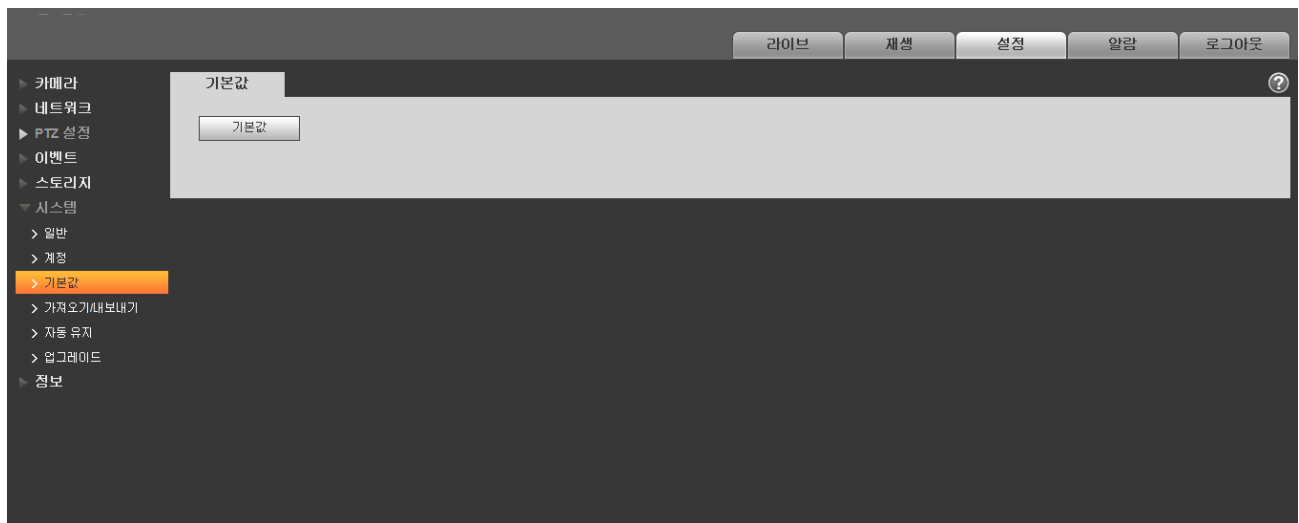 라이브 재생 설정 알람 로그아웃
카메라
네트워크
PTZ 설정
이벤트
스토리지
시스템
> 일반
> 계정
> 기본값
> 가져오기/내보내기
> 자동 유지
> 업그레이드
정보
기본값
?
기본값